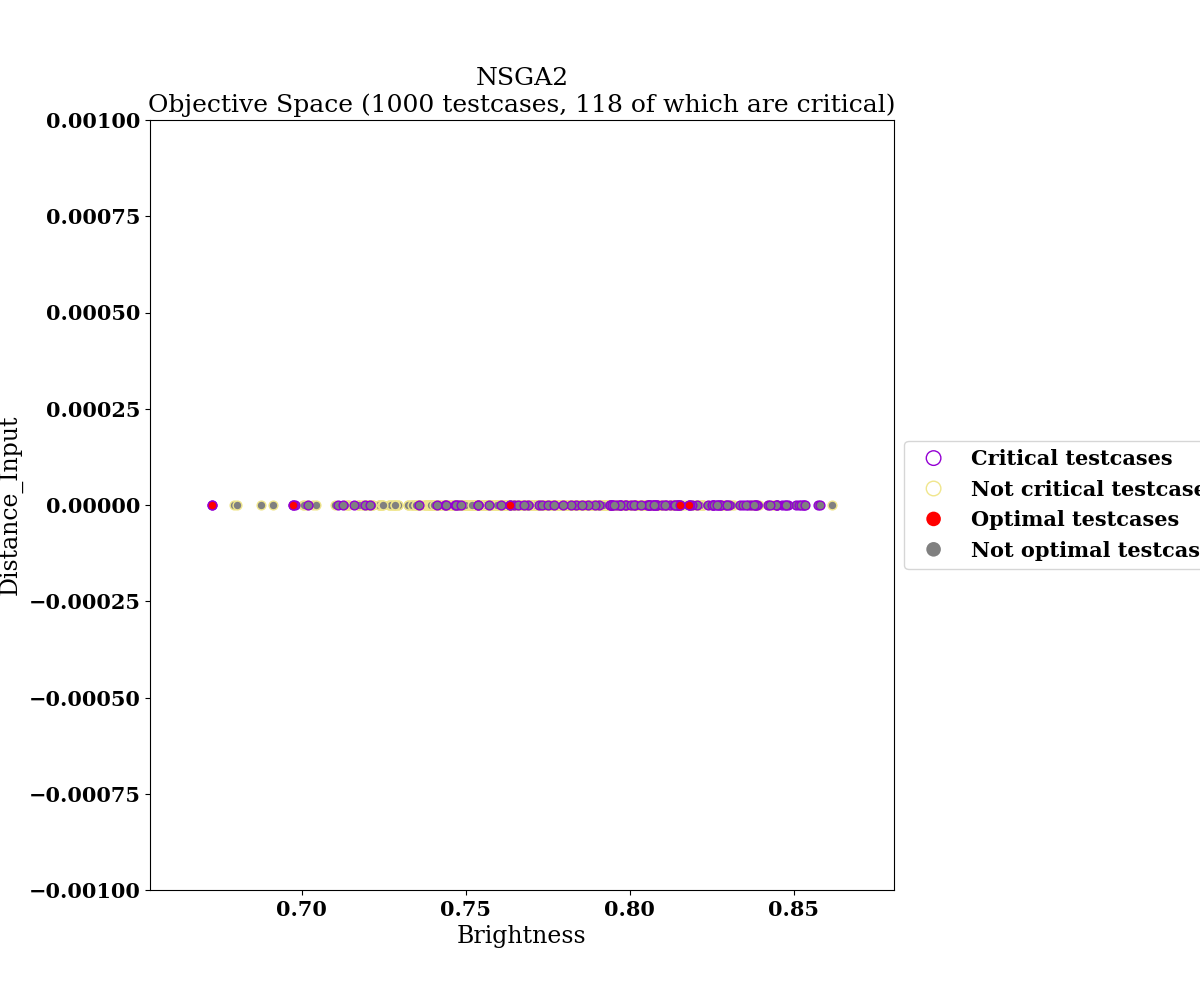 NSGA2
Objective Space (1000 testcases, 118 of which are critical)
0.00100
0.00075
0.00050
0.00025
0.00000
−0.00025
−0.00050
−0.00075
−0.00100
Distance_Input
0.70
0.75
0.80
0.85
Brightness
Critical testcases
Not critical testcase
Optimal testcases
Not optimal testcas